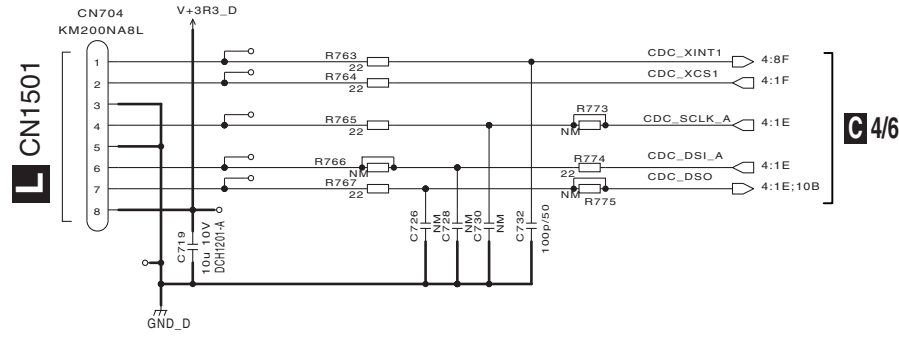 CN704
KM200NA8L
V+3R3_D
L CN1501
1
2
3
4
5
6
7
8
R763
22
R764
22
R765
22
R766
NM
R767
22
R773
NM
R774
22
NM
R775
CDC_XINT1
4:8F
CDC_XCS1
4:1F
CDC_SCLK_A
4:1E
CDC_DSI_A
4:1E
CDC_DSO
4:1E;10B
C 4/6
C719
10u 10V
DCH1201-A
C726
NM
C728
NM
C730
NM
C732
100p/50
GND_D